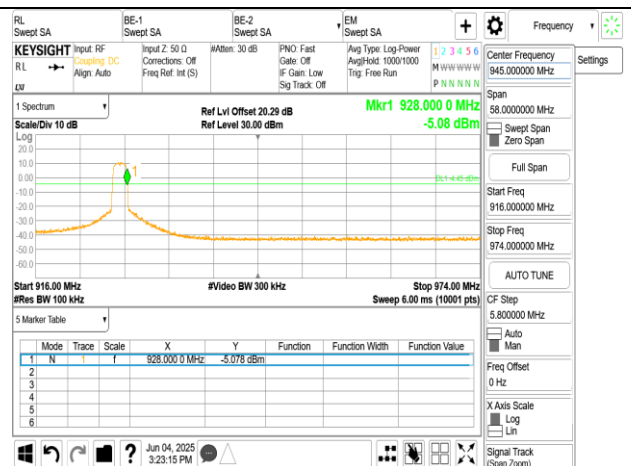 RL
Swept SA
BE-1
Swept SA
BE-2
Swept SA
EM
Swept SA
+
Frequency
KEYSIGHT
RL
Input: RF
Coupling: DC
Align: Auto
Input Z: 50 Ω
Corrections: Off
Freq Ref: Int (S)
#Atten: 30 dB
PNO: Fast
Gate: Off
IF Gain: Low
Sig Track: Off
Avg Type: Log-Power
Avg|Hold: 1000/1000
Trig: Free Run
1 2 3 4 5 6
M W W W W W
P N N N N N
Center Frequency
945.000000 MHz
Settings
Span
58.0000000 MHz
Swept Span
Zero Span
Full Span
Start Freq
916.000000 MHz
Stop Freq
974.000000 MHz
AUTO TUNE
CF Step
5.800000 MHz
Auto
Man
Freq Offset
0 Hz
X Axis Scale
Log
Lin
Signal Track
(Span Zoom)
1 Spectrum
Scale/Div 10 dB
Ref Lvl Offset 20.29 dB
Ref Level 30.00 dBm
Mkr1 928.000 0 MHz
-5.08 dBm
Log
20.0
10.0
0.00
-10.0
-20.0
-30.0
-40.0
-50.0
-60.0
1
DL1 -4.45 dBm
Start 916.00 MHz
#Res BW 100 kHz
#Video BW 300 kHz
Stop 974.00 MHz
Sweep 6.00 ms (10001 pts)
5 Marker Table
Mode Trace Scale X Y Function Function Width Function Value
1 N 1 f 928.000 0 MHz -5.078 dBm
2
3
4
5
6
?
Jun 04, 2025
3:23:15 PM